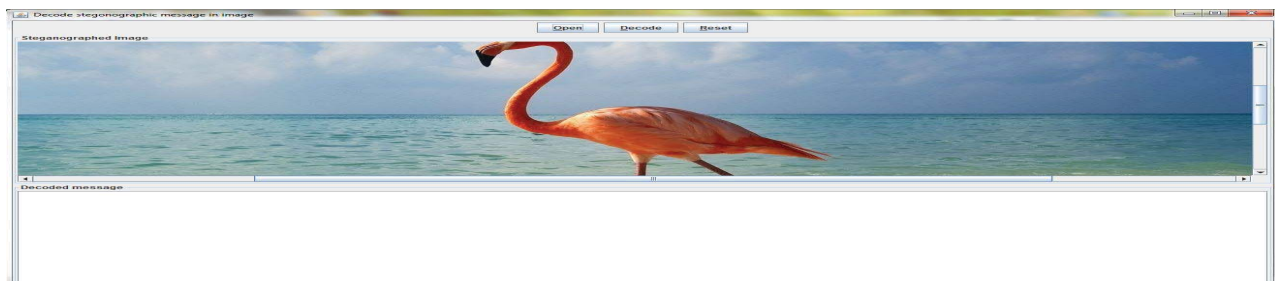 Decode stegonographic message in image
Open Decode Reset
Steganographed Image
Decoded message